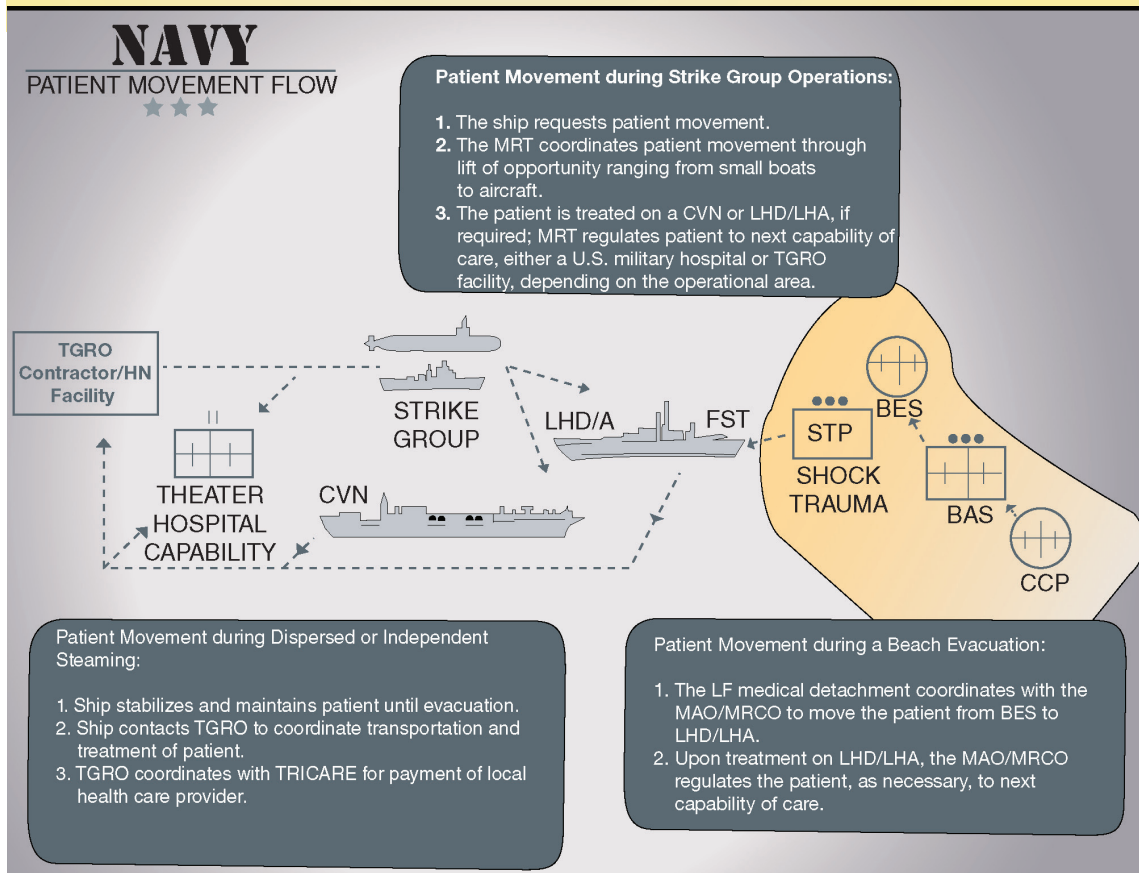 NAVY
PATIENT MOVEMENT FLOW
Patient Movement during Strike Group Operations:
1. The ship requests patient movement.
2. The MRT coordinates patient movement through
lift of opportunity ranging from small boats
to aircraft.
3. The patient is treated on a CVN or LHD/LHA, if
required; MRT regulates patient to next capability of
care, either a U.S. military hospital or TGRO
facility, depending on the operational area.
TGRO
Contractor/HN
Facility
STRIKE
GROUP
LHD/A
FST
STP
SHOCK
TRAUMA
BES
BAS
CCP
THEATER
HOSPITAL
CAPABILITY
CVN
Patient Movement during Dispersed or Independent
Steaming:
1. Ship stabilizes and maintains patient until evacuation.
2. Ship contacts TGRO to coordinate transportation and
treatment of patient.
3. TGRO coordinates with TRICARE for payment of local
health care provider.
Patient Movement during a Beach Evacuation:
1. The LF medical detachment coordinates with the
MAO/MRCO to move the patient from BES to
LHD/LHA.
2. Upon treatment on LHD/LHA, the MAO/MRCO
regulates the patient, as necessary, to next
capability of care.